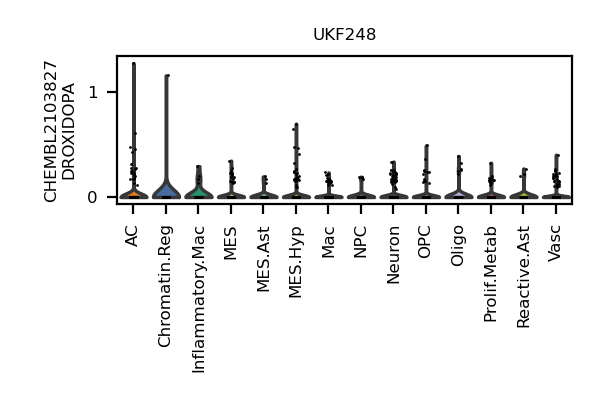 UKF248
CHEMBL2103827
DROXIDOPA
1
0
AC
Chromatin.Reg
Inflammatory.Mac
MES
MES.Ast
MES.Hyp
Mac
NPC
Neuron
OPC
Oligo
Prolif.Metab
Reactive.Ast
Vasc